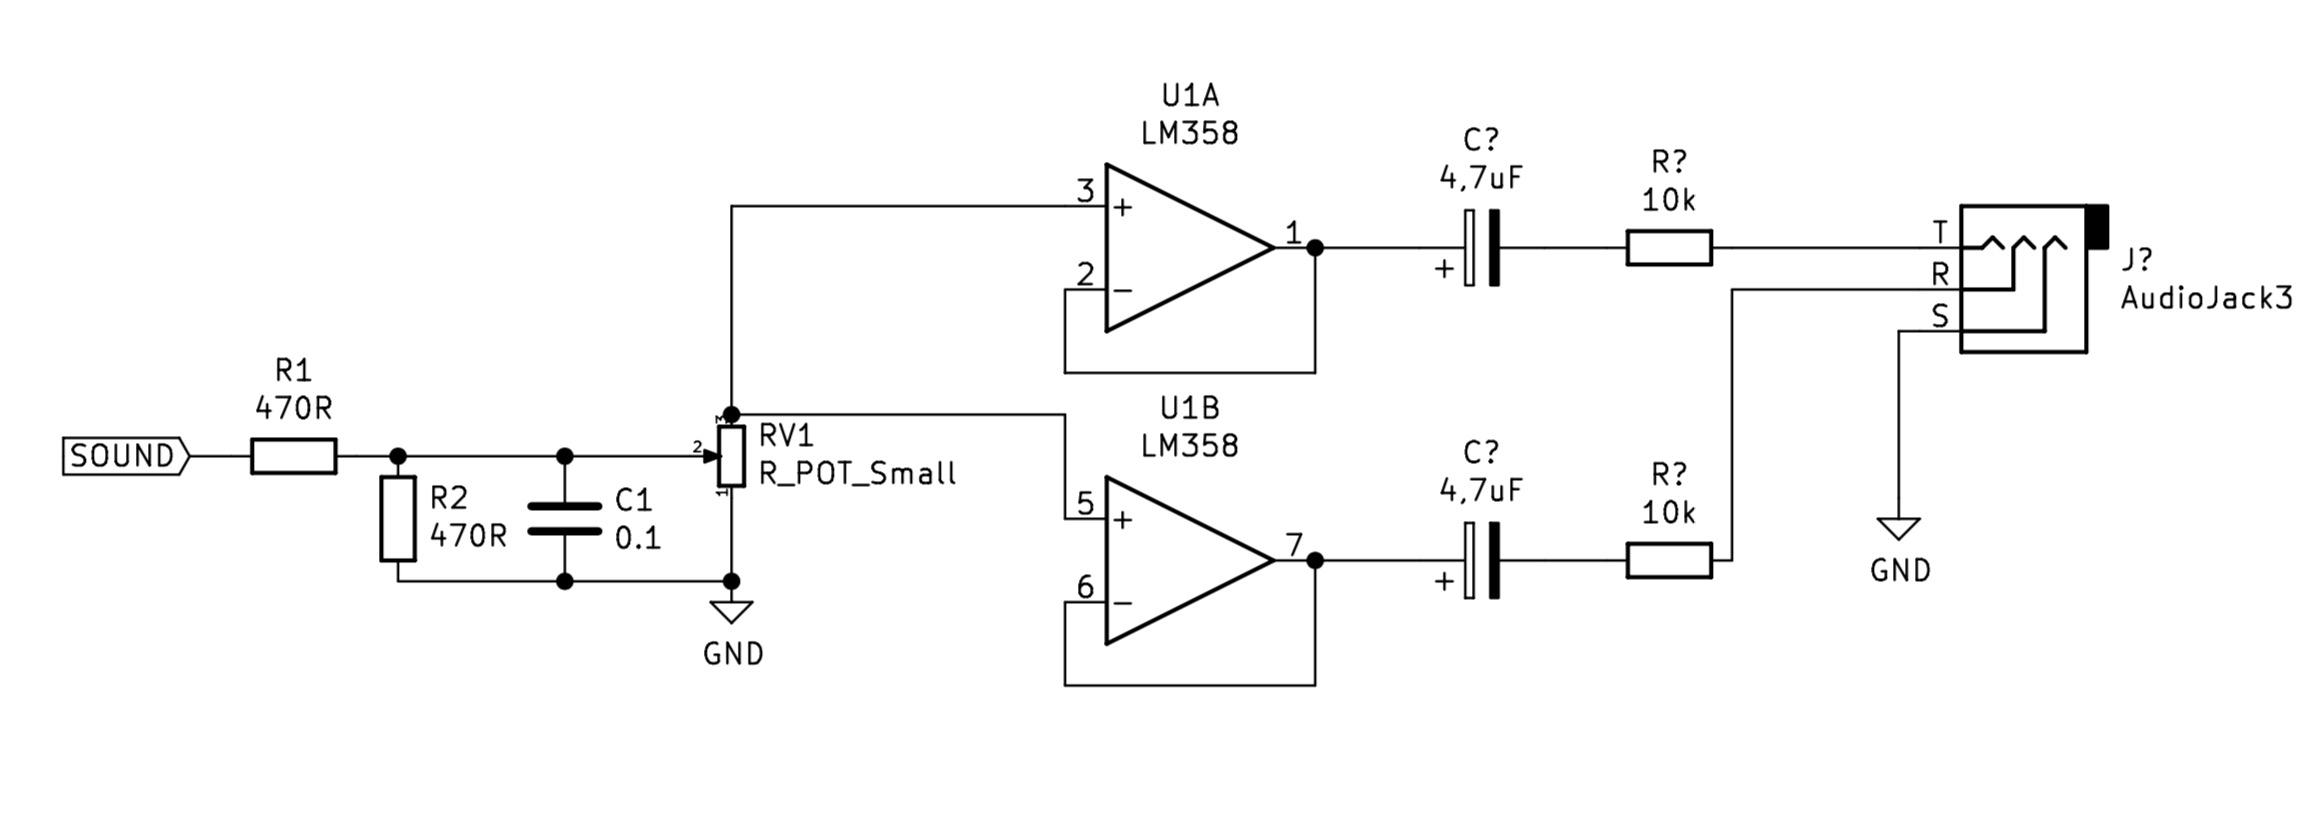 U1A
LM358
3
+
2
−
1
C?
4,7uF
+
R?
10k
T
R
S
J?
AudioJack3
GND
SOUND
R1
470R
R2
470R
C1
0.1
3
2
1
RV1
R_POT_Small
GND
U1B
LM358
5
+
6
−
7
C?
4,7uF
+
R?
10k